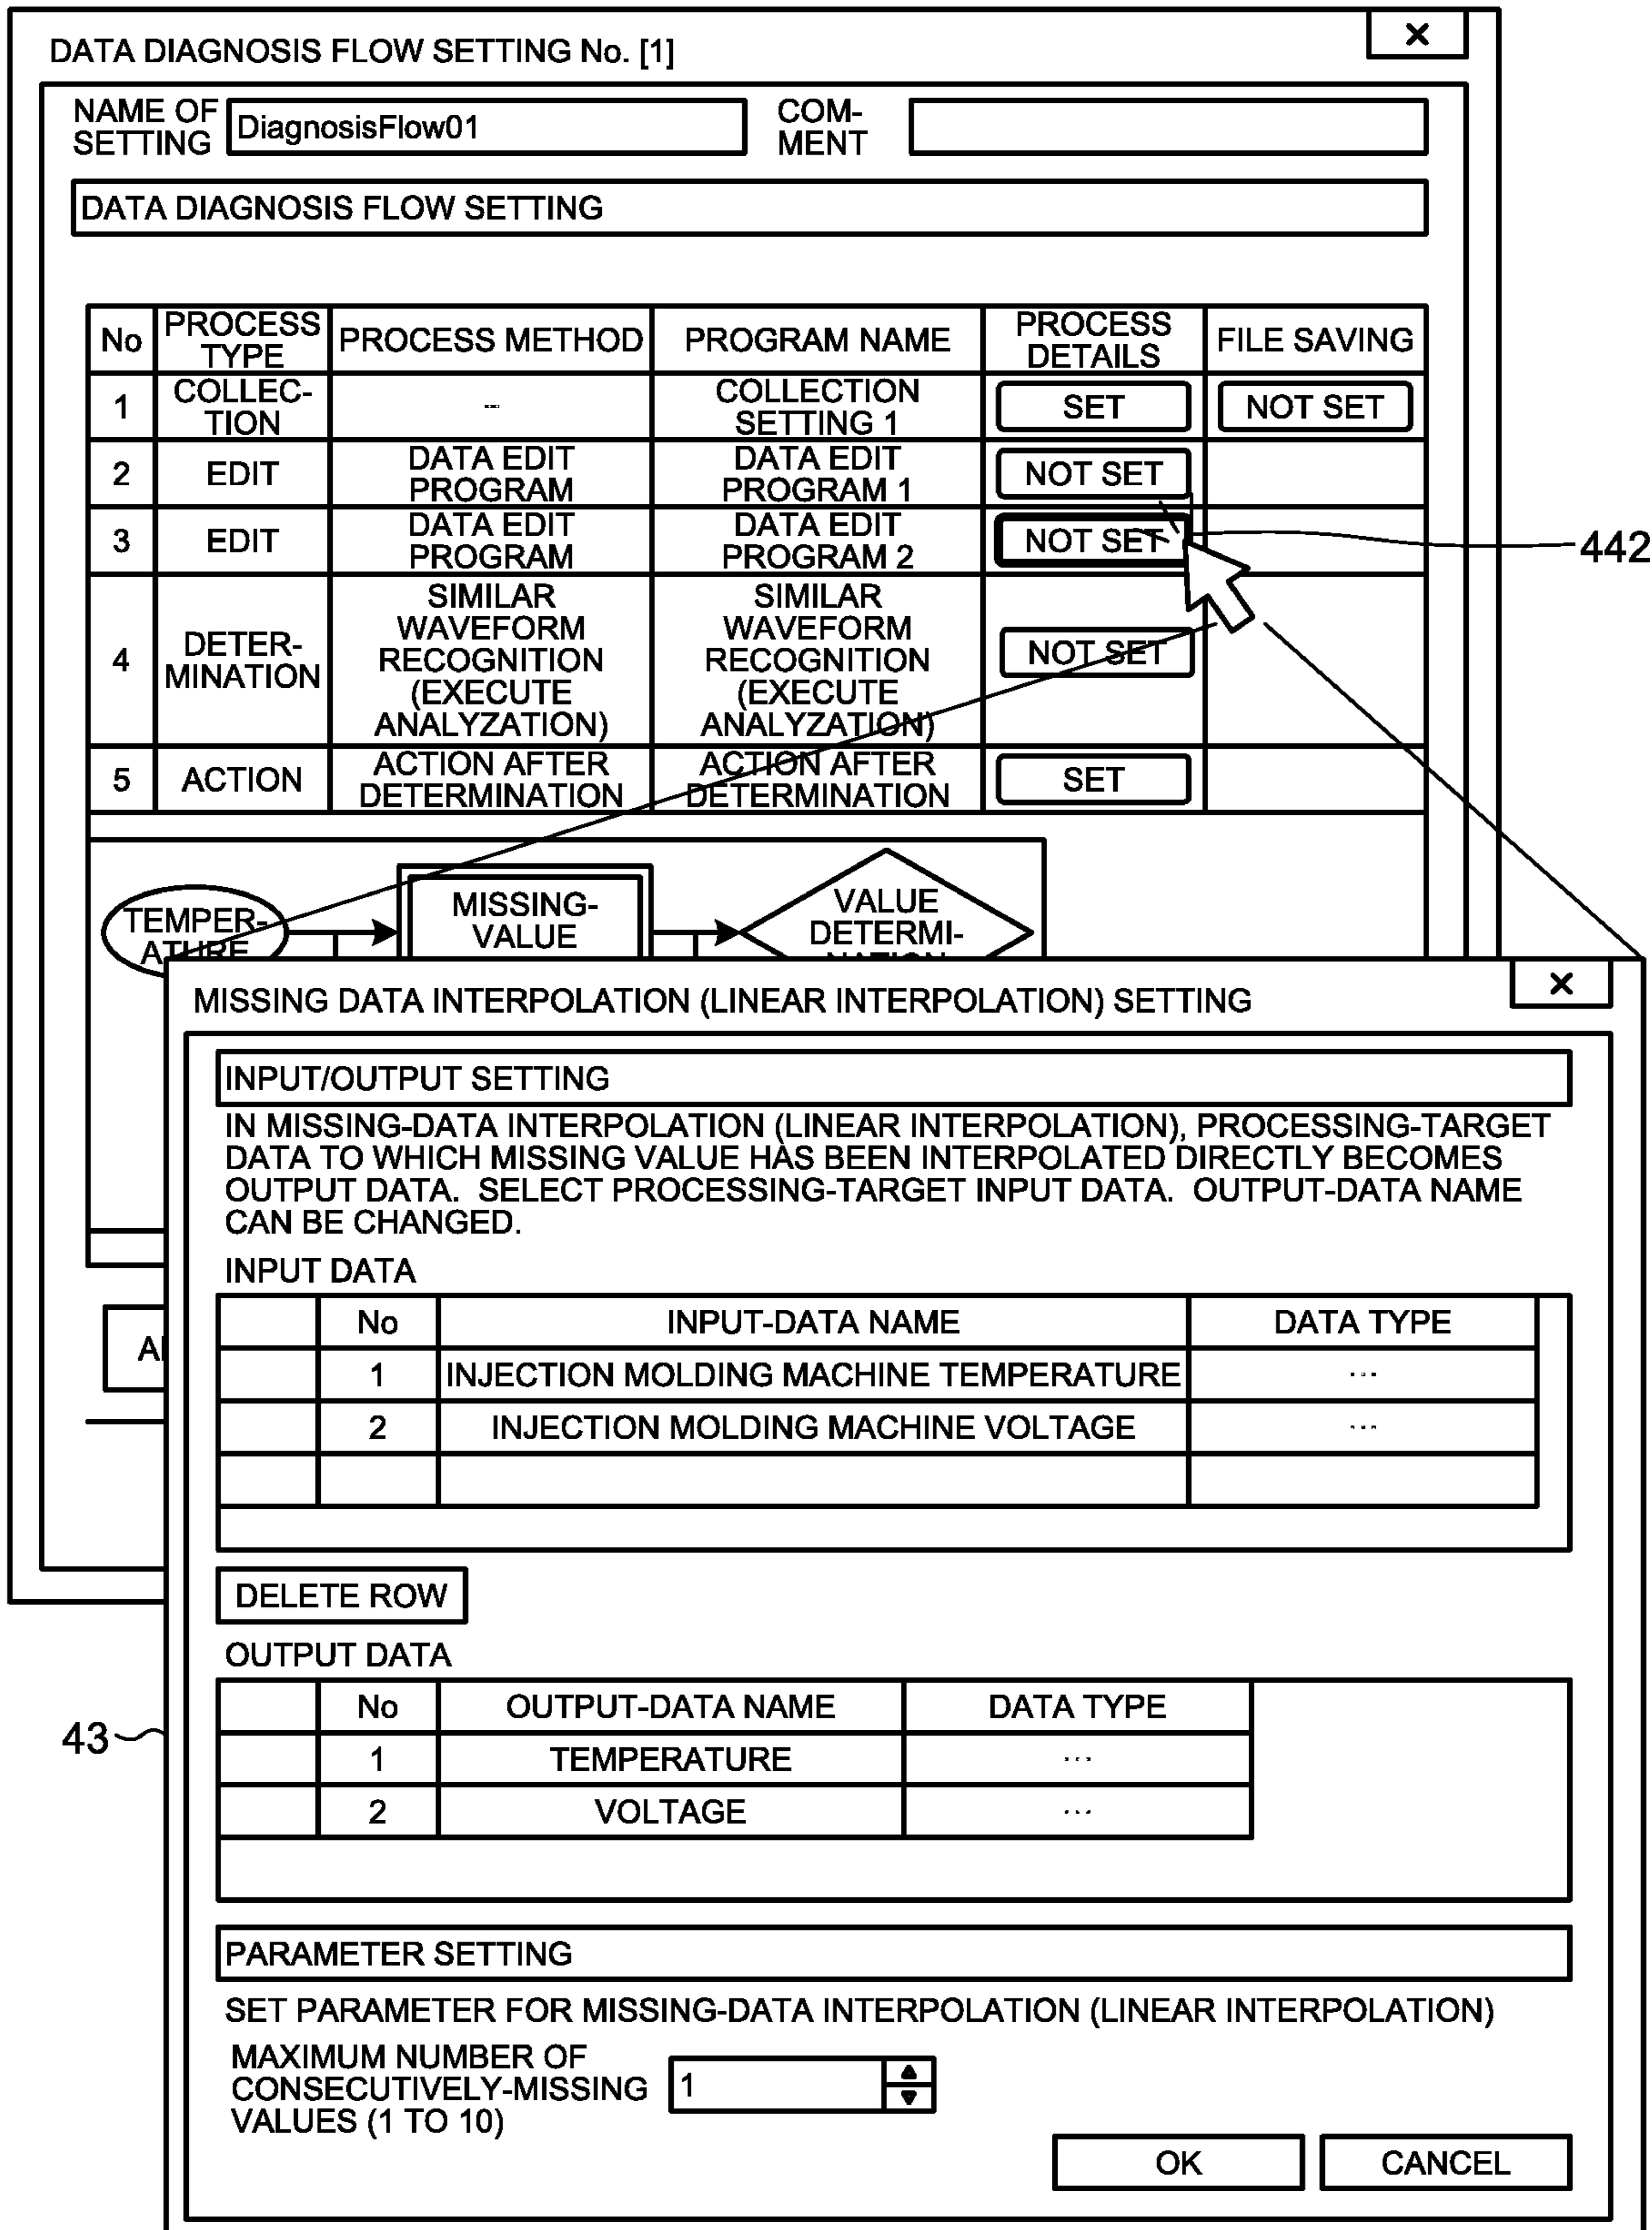 DATA DIAGNOSIS FLOW SETTING No. [1]
×
NAME OF
SETTING
DiagnosisFlow01
COM-
MENT
DATA DIAGNOSIS FLOW SETTING
No
PROCESS
TYPE
PROCESS METHOD
PROGRAM NAME
PROCESS
DETAILS
FILE SAVING
1
COLLEC-
TION
---
COLLECTION
SETTING 1
SET
NOT SET
2
EDIT
DATA EDIT
PROGRAM
DATA EDIT
PROGRAM 1
NOT SET
3
EDIT
DATA EDIT
PROGRAM
DATA EDIT
PROGRAM 2
NOT SET
442
4
DETER-
MINATION
SIMILAR
WAVEFORM
RECOGNITION
(EXECUTE
ANALYZATION)
SIMILAR
WAVEFORM
RECOGNITION
(EXECUTE
ANALYZATION)
NOT SET
5
ACTION
ACTION AFTER
DETERMINATION
ACTION AFTER
DETERMINATION
SET
TEMPER-
ATURE
MISSING-
VALUE
VALUE
DETERMI-
NATION
MISSING DATA INTERPOLATION (LINEAR INTERPOLATION) SETTING
×
INPUT/OUTPUT SETTING
IN MISSING-DATA INTERPOLATION (LINEAR INTERPOLATION), PROCESSING-TARGET
DATA TO WHICH MISSING VALUE HAS BEEN INTERPOLATED DIRECTLY BECOMES
OUTPUT DATA. SELECT PROCESSING-TARGET INPUT DATA. OUTPUT-DATA NAME
CAN BE CHANGED.
INPUT DATA
No
INPUT-DATA NAME
DATA TYPE
1
INJECTION MOLDING MACHINE TEMPERATURE
...
2
INJECTION MOLDING MACHINE VOLTAGE
...
DELETE ROW
OUTPUT DATA
No
OUTPUT-DATA NAME
DATA TYPE
1
TEMPERATURE
...
2
VOLTAGE
...
43
PARAMETER SETTING
SET PARAMETER FOR MISSING-DATA INTERPOLATION (LINEAR INTERPOLATION)
MAXIMUM NUMBER OF
CONSECUTIVELY-MISSING
VALUES (1 TO 10)
1
OK
CANCEL